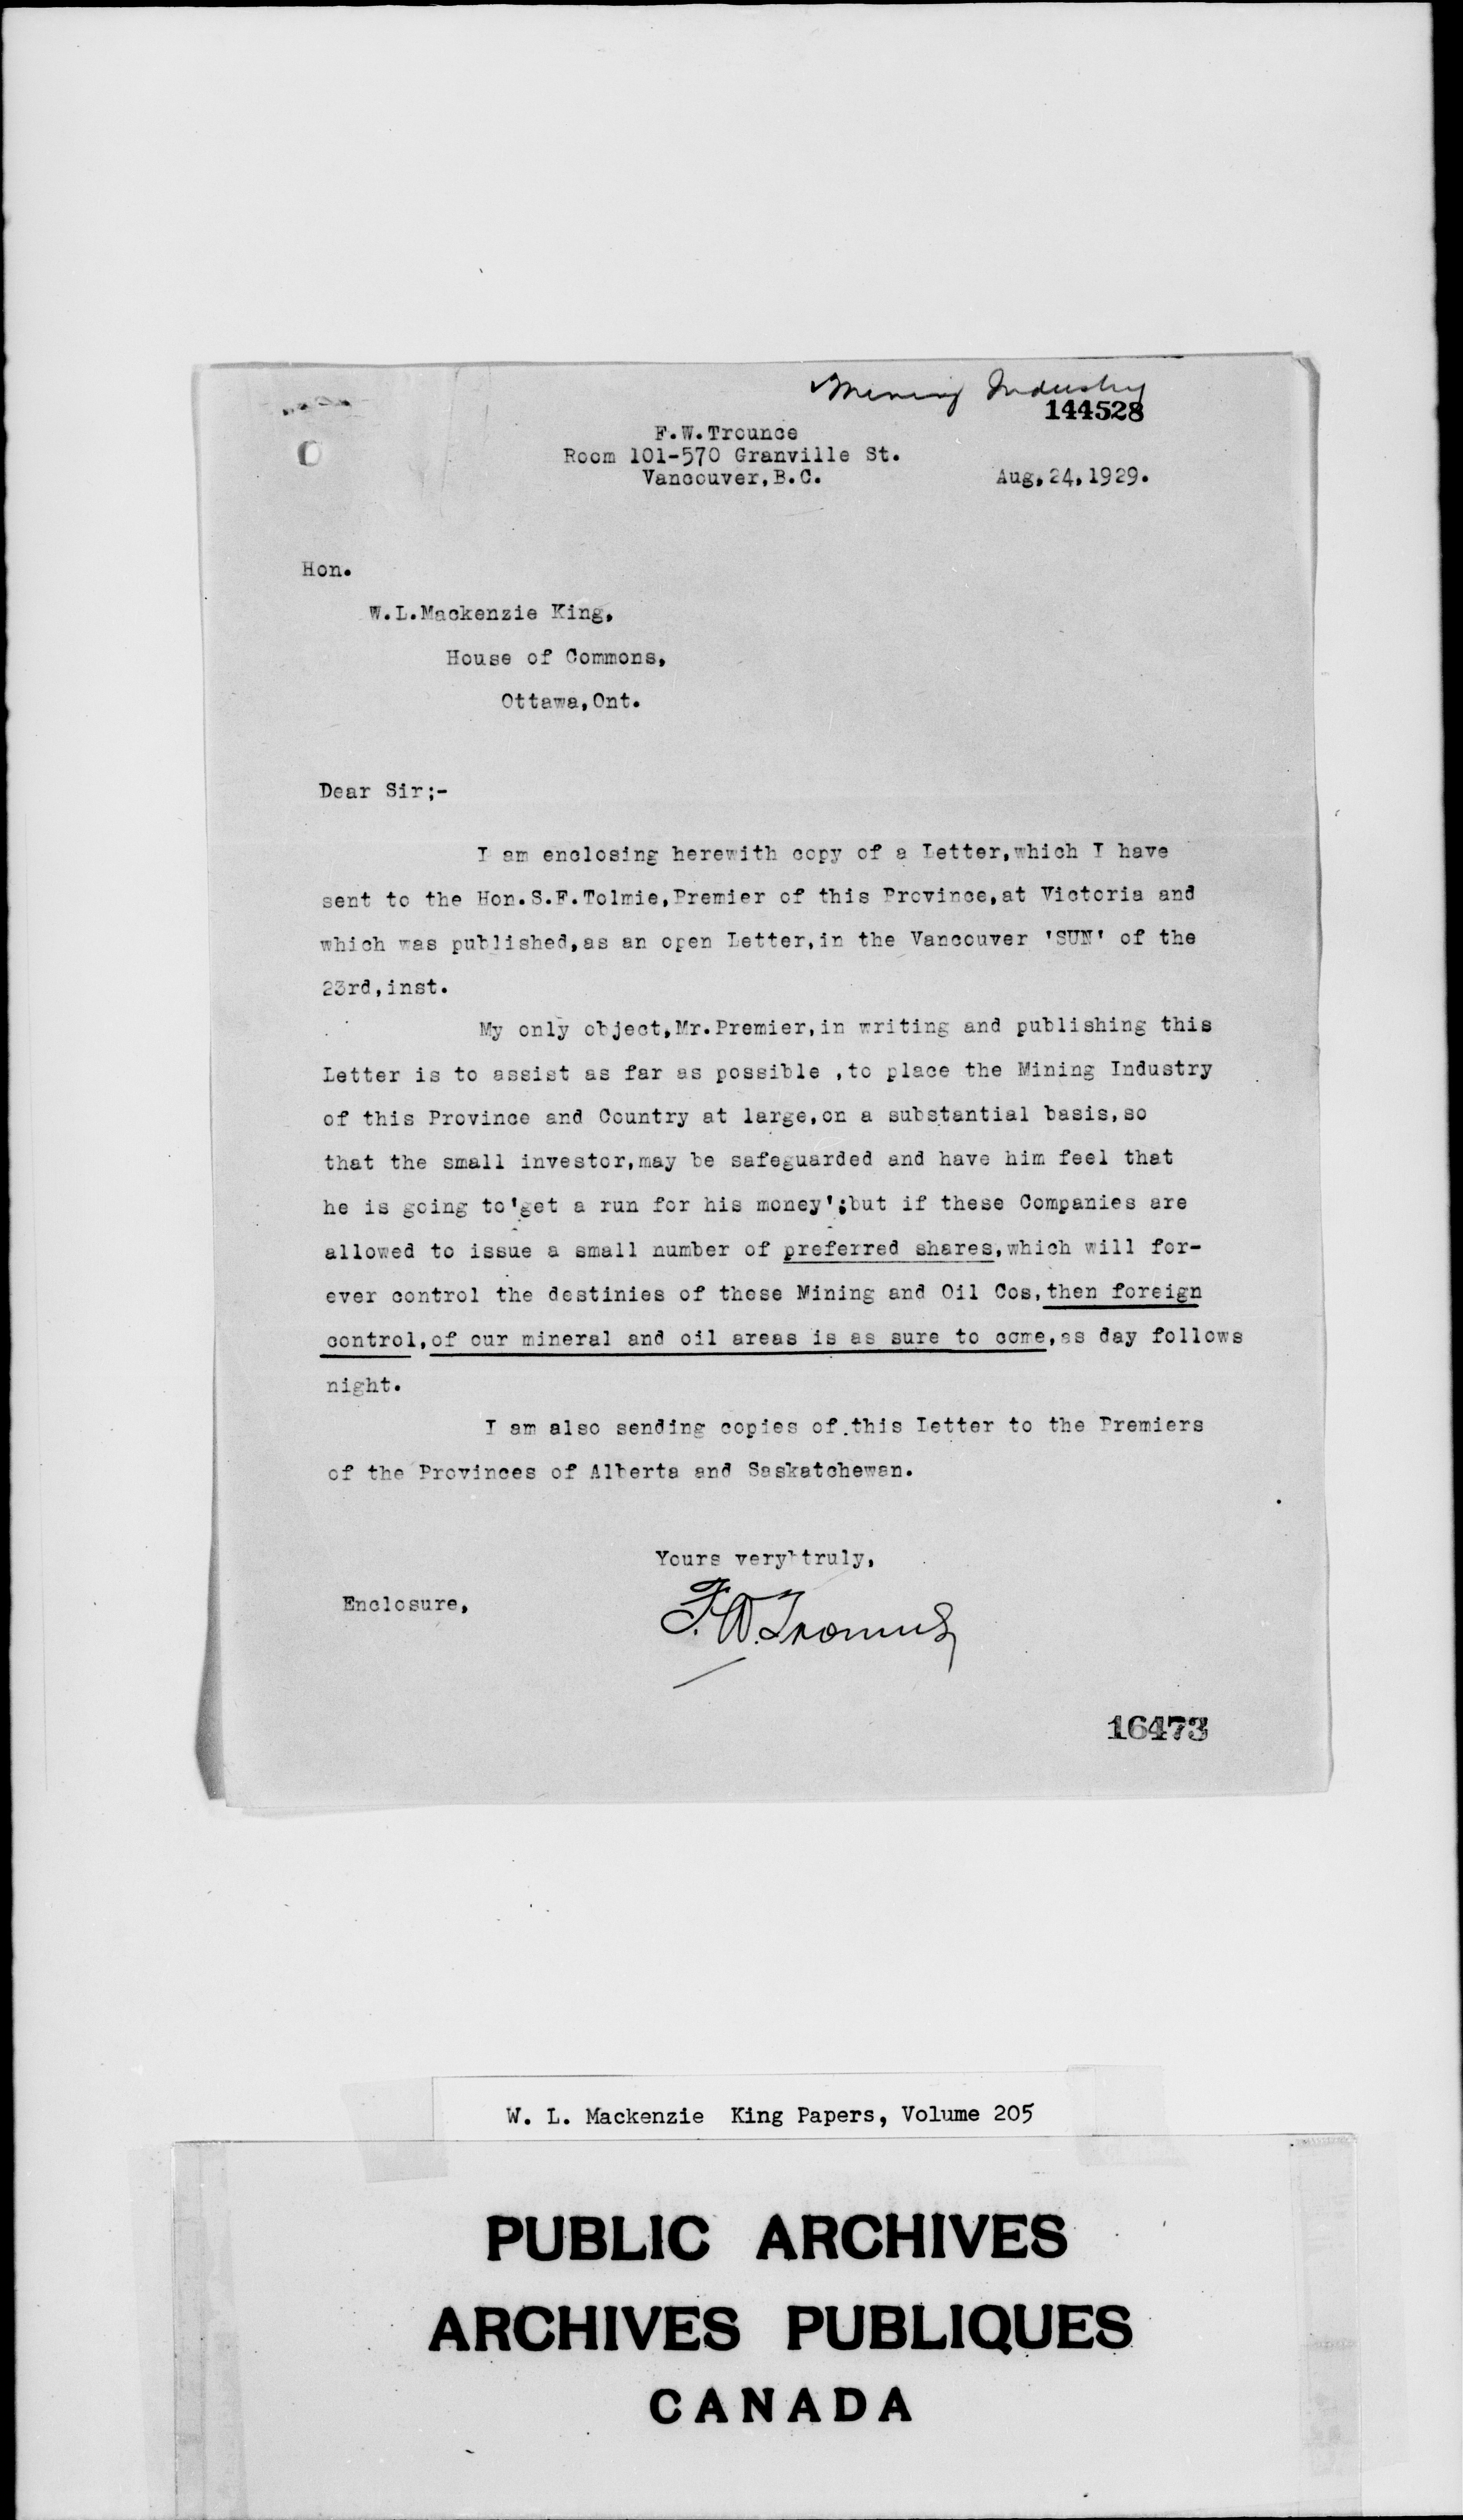 Mining Industry
144528
F.W.Trounce
Room 101-570 Granville St.
Vancouver,B.C.
Aug,24,1929.
Hon.
W.L.Mackenzie King,
House of Commons,
Ottawa,Ont.
Dear Sir;-
I am enclosing herewith copy of a Letter,which I have
sent to the Hon.S.F.Tolmie,Premier of this Province,at Victoria and
which was published,as an open Letter,in the Vancouver 'SUN' of the
23rd,inst.
My only object,Mr.Premier,in writing and publishing this
Letter is to assist as far as possible ,to place the Mining Industry
of this Province and Country at large,on a substantial basis,so
that the small investor,may be safeguarded and have him feel that
he is going to'get a run for his money';but if these Companies are
allowed to issue a small number of preferred shares,which will for-
ever control the destinies of these Mining and Oil Cos,then foreign
control,of our mineral and oil areas is as sure to come,as day follows
night.
I am also sending copies of.this Letter to the Premiers
of the Provinces of Alberta and Saskatchewan.
Yours very truly,
Enclosure,
F.W.Trounce
16473
W. L. Mackenzie King Papers, Volume 205
PUBLIC ARCHIVES
ARCHIVES PUBLIQUES
CANADA